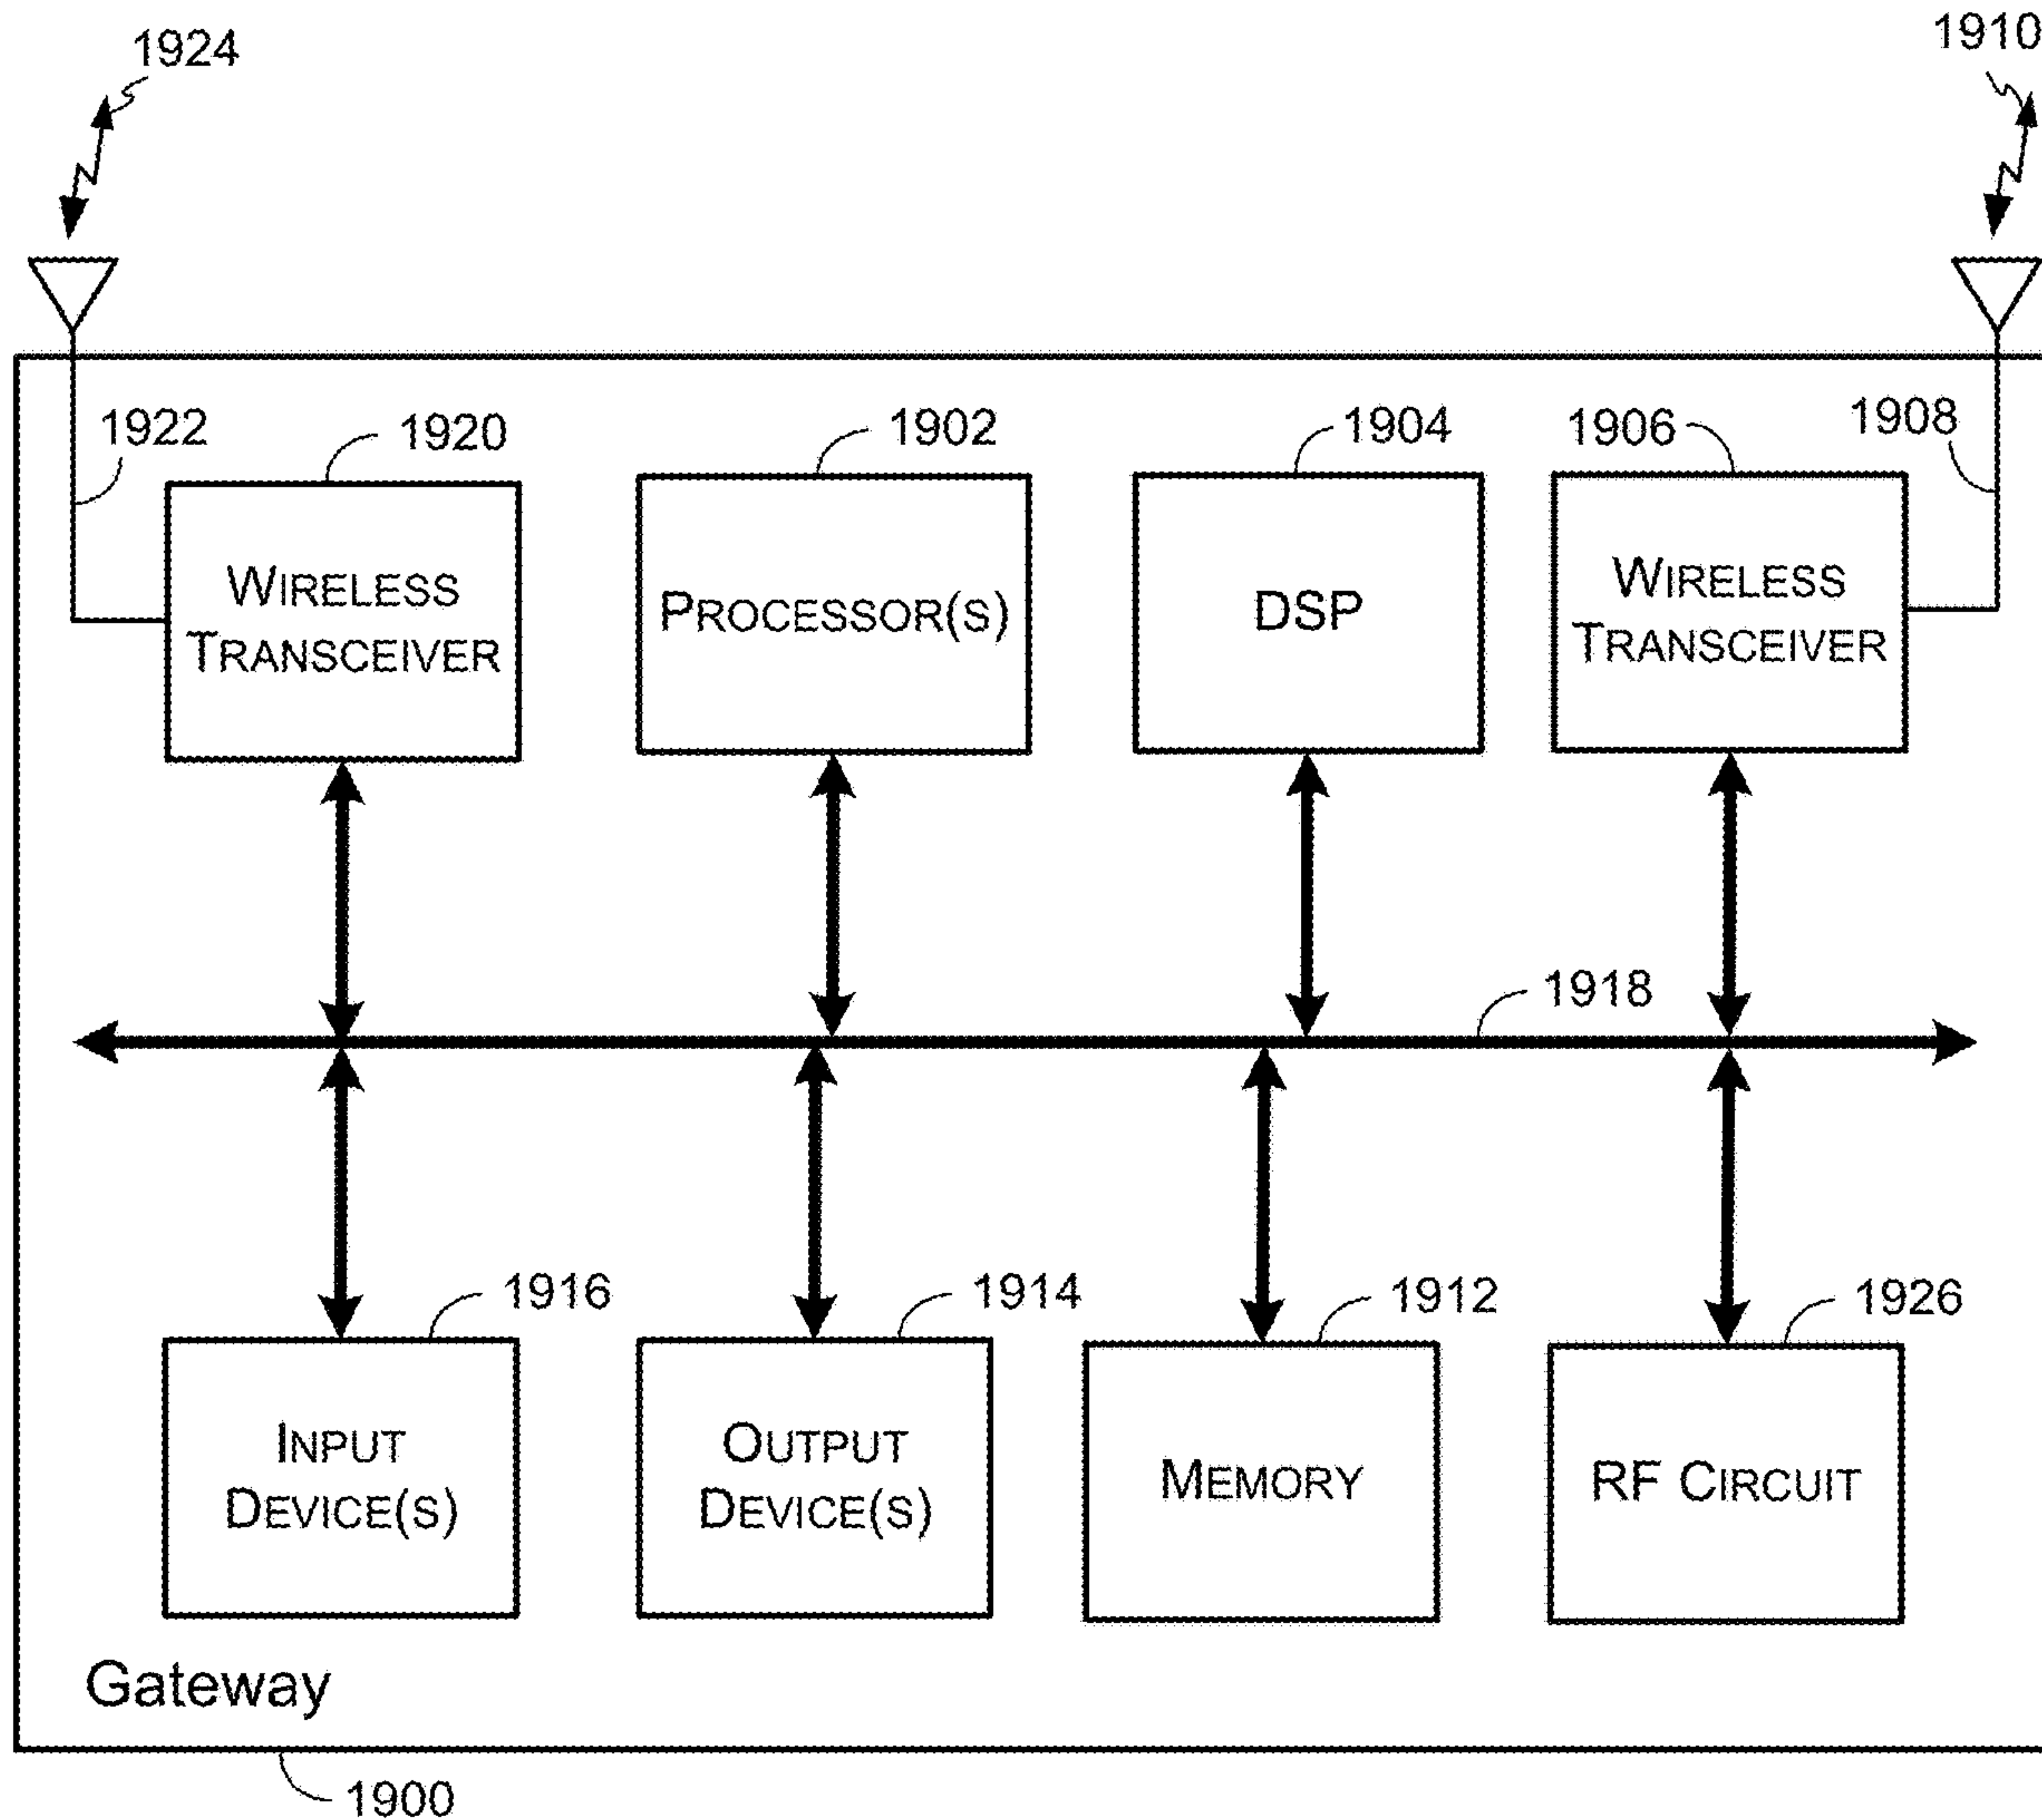 1924
1910
1922
1920
1902
1904
1906
1908
WIRELESS
TRANSCEIVER
PROCESSOR(S)
DSP
WIRELESS
TRANSCEIVER
1918
1916
1914
1912
1926
INPUT
DEVICE(S)
OUTPUT
DEVICE(S)
MEMORY
RF CIRCUIT
Gateway
1900